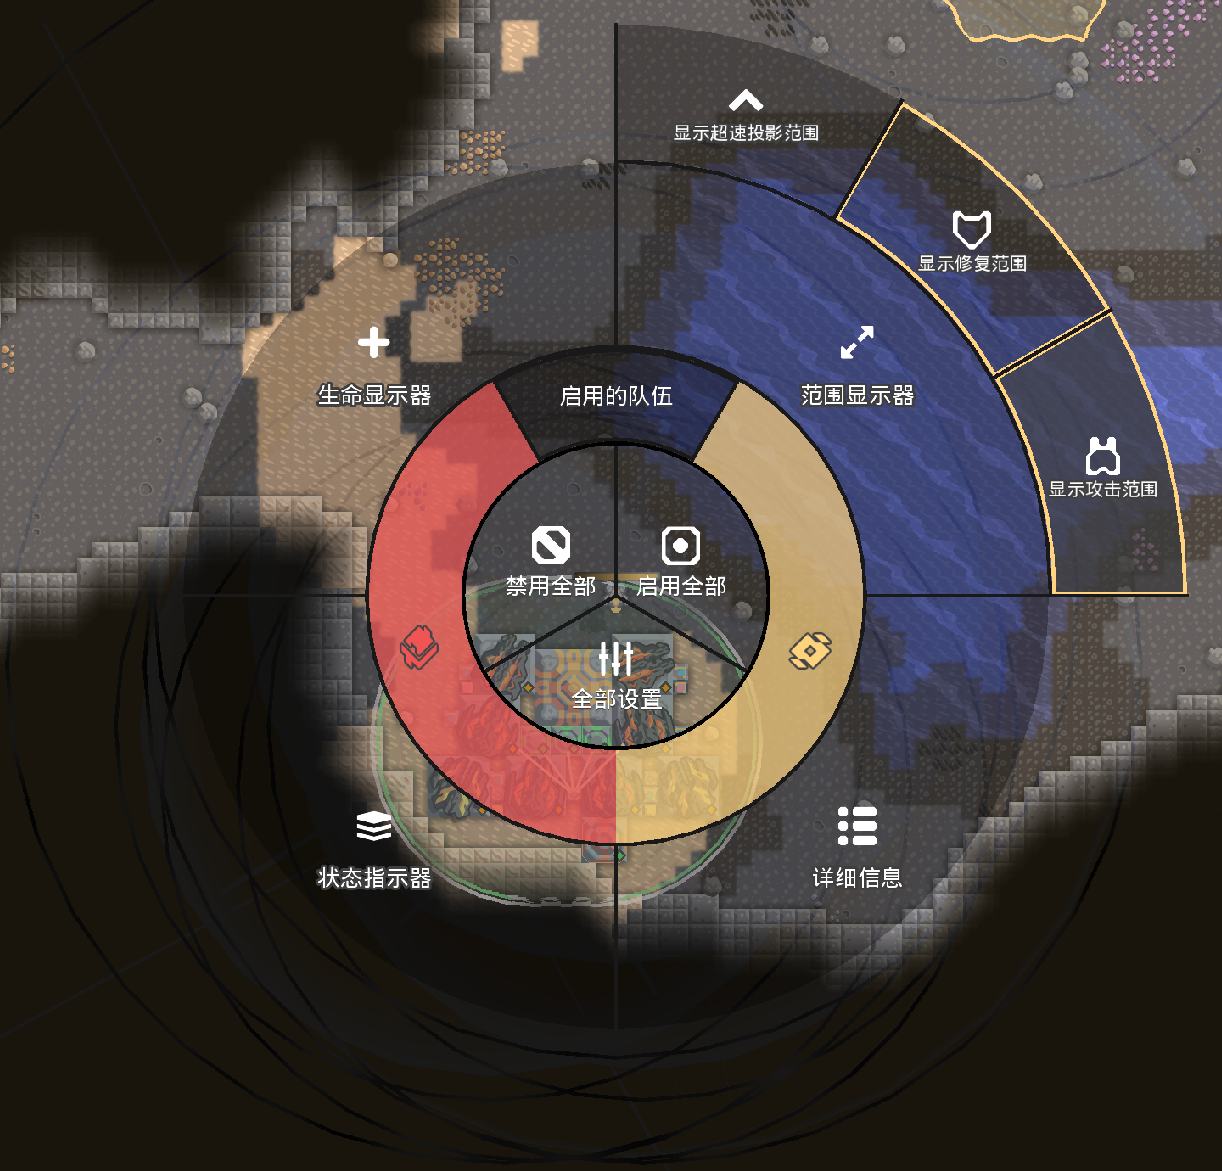 显示超速投影范围
显示修复范围
生命显示器
启用的队伍
范围显示器
显示攻击范围
禁用全部
启用全部
全部设置
状态指示器
详细信息